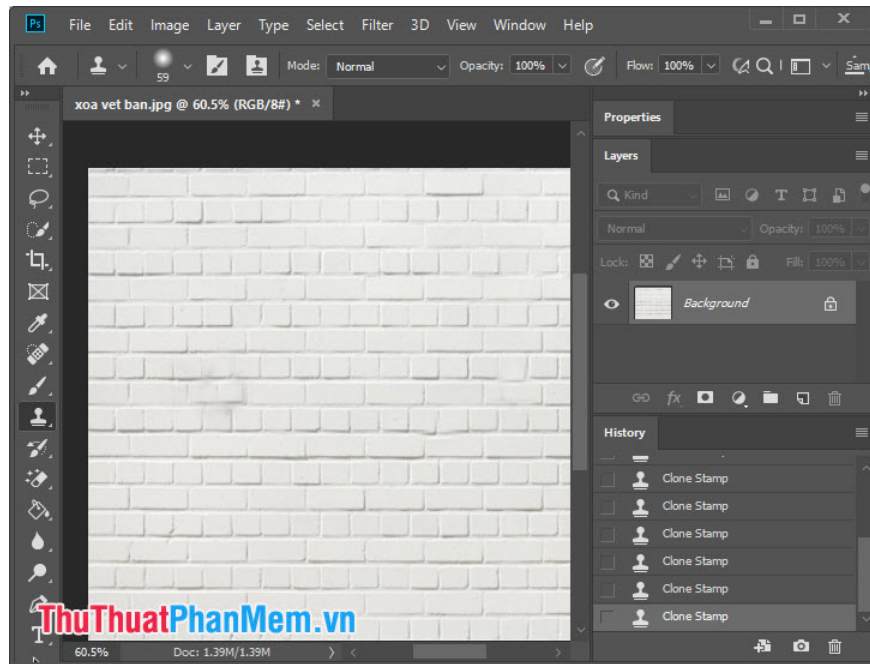 Ps File Edit Image Layer Type Select Filter 3D View Window Help
59 Mode: Normal Opacity: 100% Flow: 100% Sam
xoa vet ban.jpg @ 60.5% (RGB/8#) * ×
Properties
Layers
Kind
Normal Opacity: 100%
Lock: Fill: 100%
Background
fx
History
Clone Stamp
Clone Stamp
Clone Stamp
Clone Stamp
Clone Stamp
Clone Stamp
ThuThuatPhanMem.vn
60.5% Doc: 1.39M/1.39M